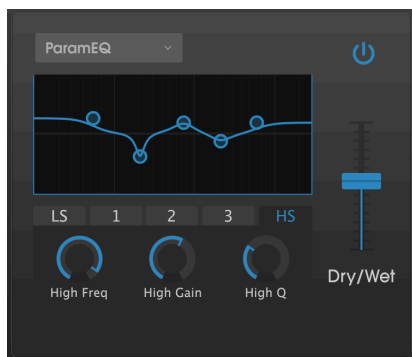 ParamEQ
LS 1 2 3 HS
High Freq High Gain High Q
Dry/Wet